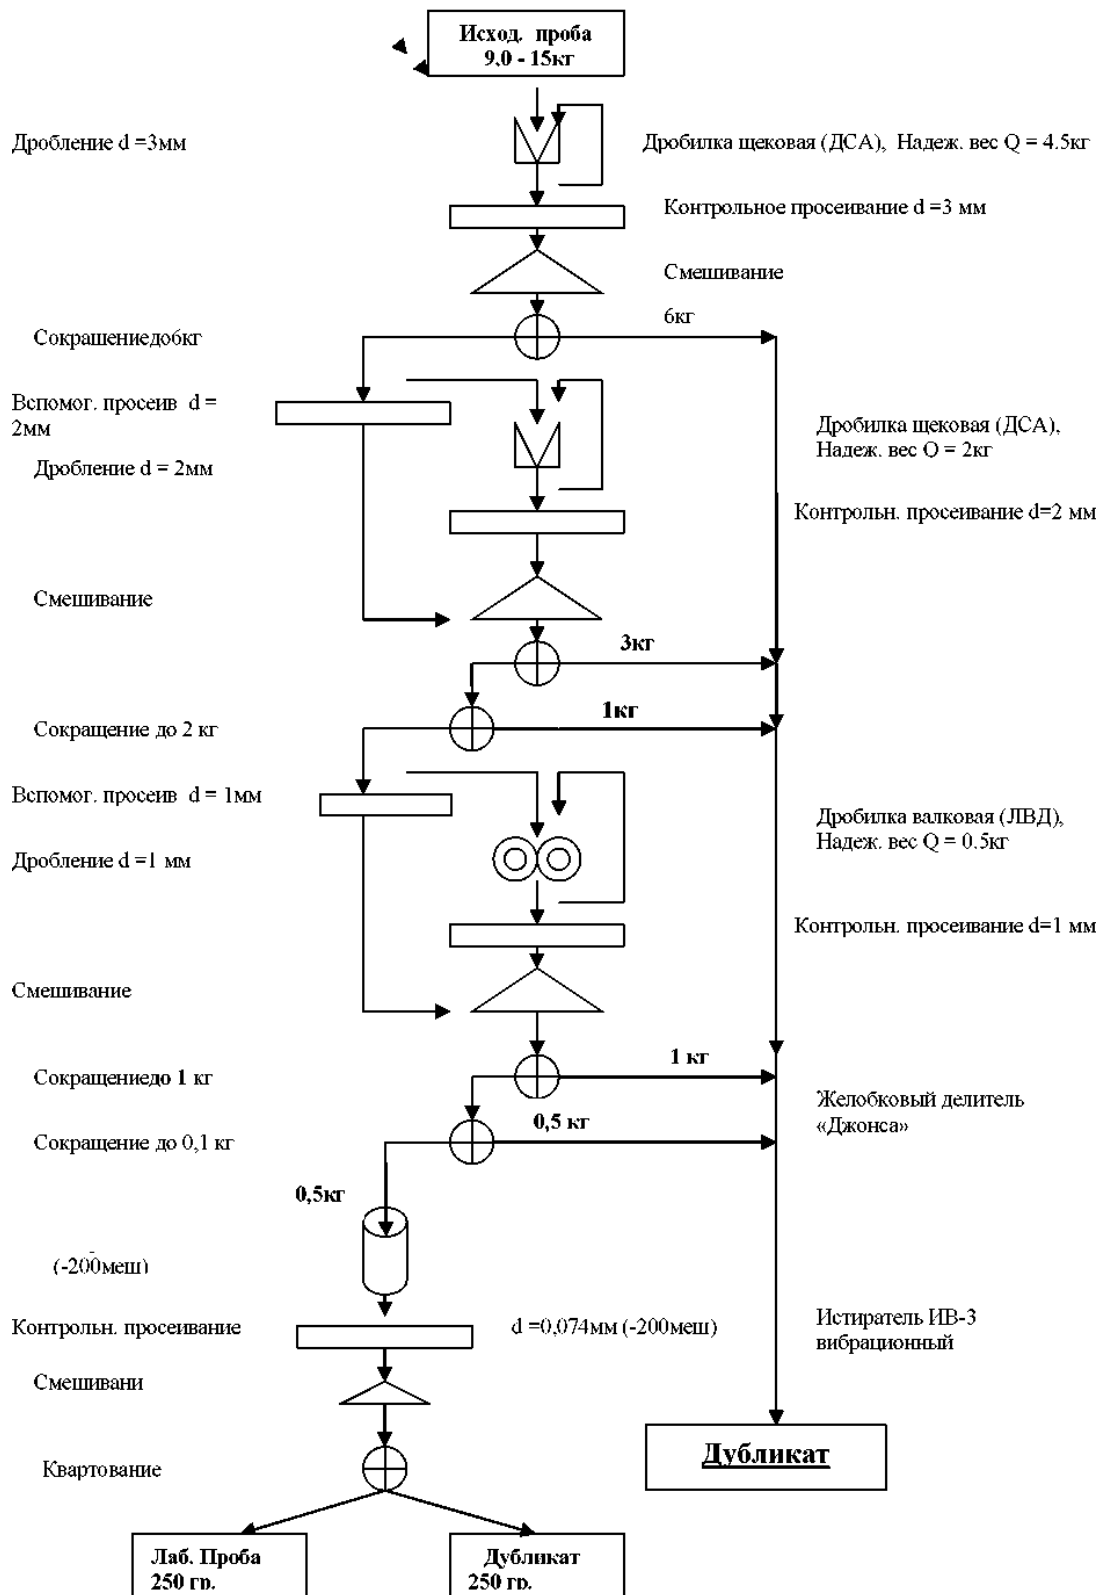 Исход. проба
9,0 - 15кг
Дробление d =3мм
Дробилка щековая (ДСА), Надеж. вес Q = 4.5кг
Контрольное просеивание d =3 мм
Смешивание
6кг
Сокрашениедо6кг
Вспомог. просеив d =
2мм
Дробилка щековая (ДСА),
Надеж. вес О = 2кг
Дробление d = 2мм
Контрольн. просеивание d=2 мм
Смешивание
3кг
1кг
Сокращение до 2 кг
Вспомог. просеив d = 1мм
Дробилка валковая (ЛВД),
Надеж. вес Q = 0.5кг
Дробление d =1 мм
Контрольн. просеивание d=1 мм
Смешивание
1 кг
Сокращениедо 1 кг
Желобковый делитель
«Джонса»
0,5 кг
Сокращение до 0,1 кг
0,5кг
(-200меш)
Контрольн. просеивание
d =0,074мм (-200меш)
Истиратель ИВ-3
вибрационный
Смешивани
Дубликат
Квартование
Лаб. Проба
250 гр.
Дубликат
250 гр.